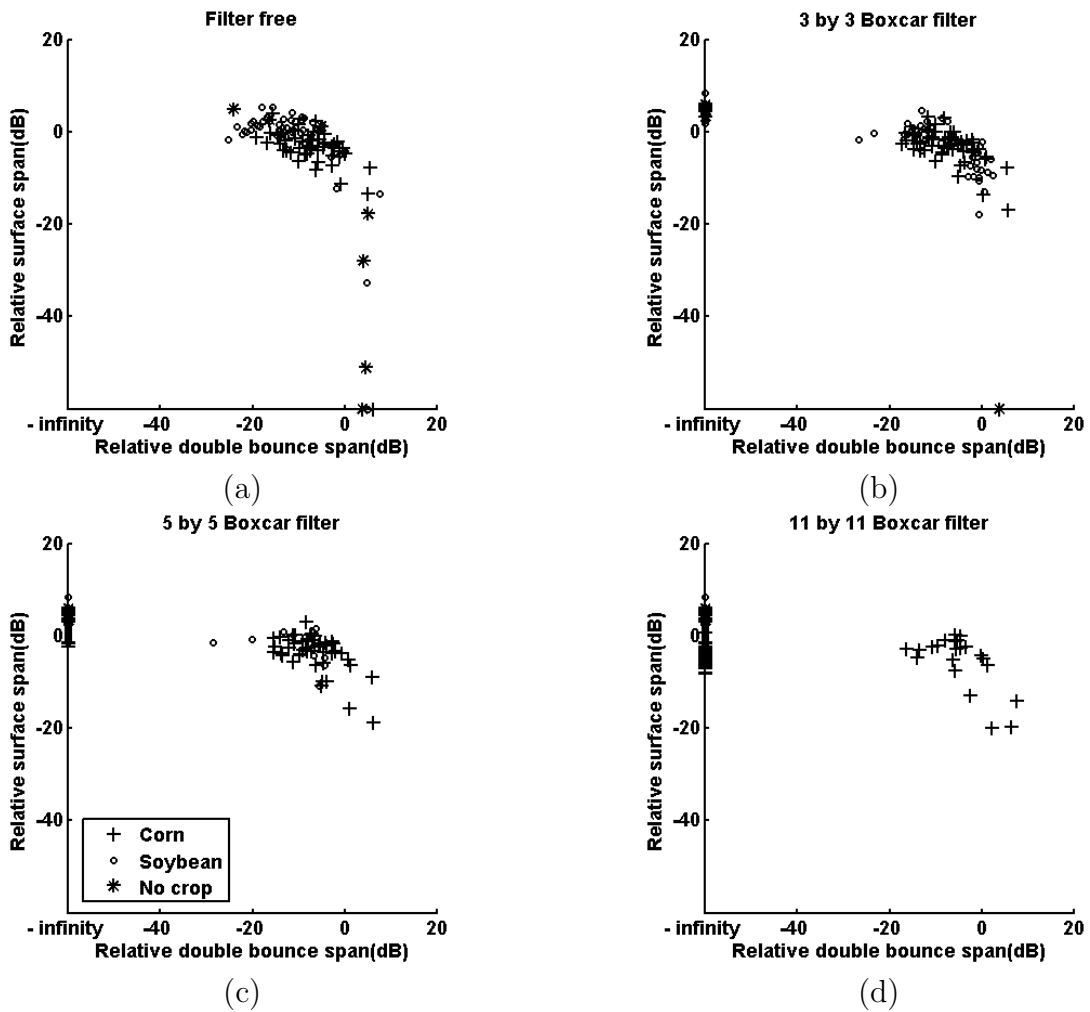 Filter free
20
0
-20
-40
Relative surface span(dB)
- infinity
-40
-20
0
20
Relative double bounce span(dB)
(a)
3 by 3 Boxcar filter
20
0
-20
-40
Relative surface span(dB)
- infinity
-40
-20
0
20
Relative double bounce span(dB)
(b)
5 by 5 Boxcar filter
20
0
-20
-40
Relative surface span(dB)
Corn
Soybean
No crop
- infinity
-40
-20
0
20
Relative double bounce span(dB)
(c)
11 by 11 Boxcar filter
20
0
-20
-40
Relative surface span(dB)
- infinity
-40
-20
0
20
Relative double bounce span(dB)
(d)